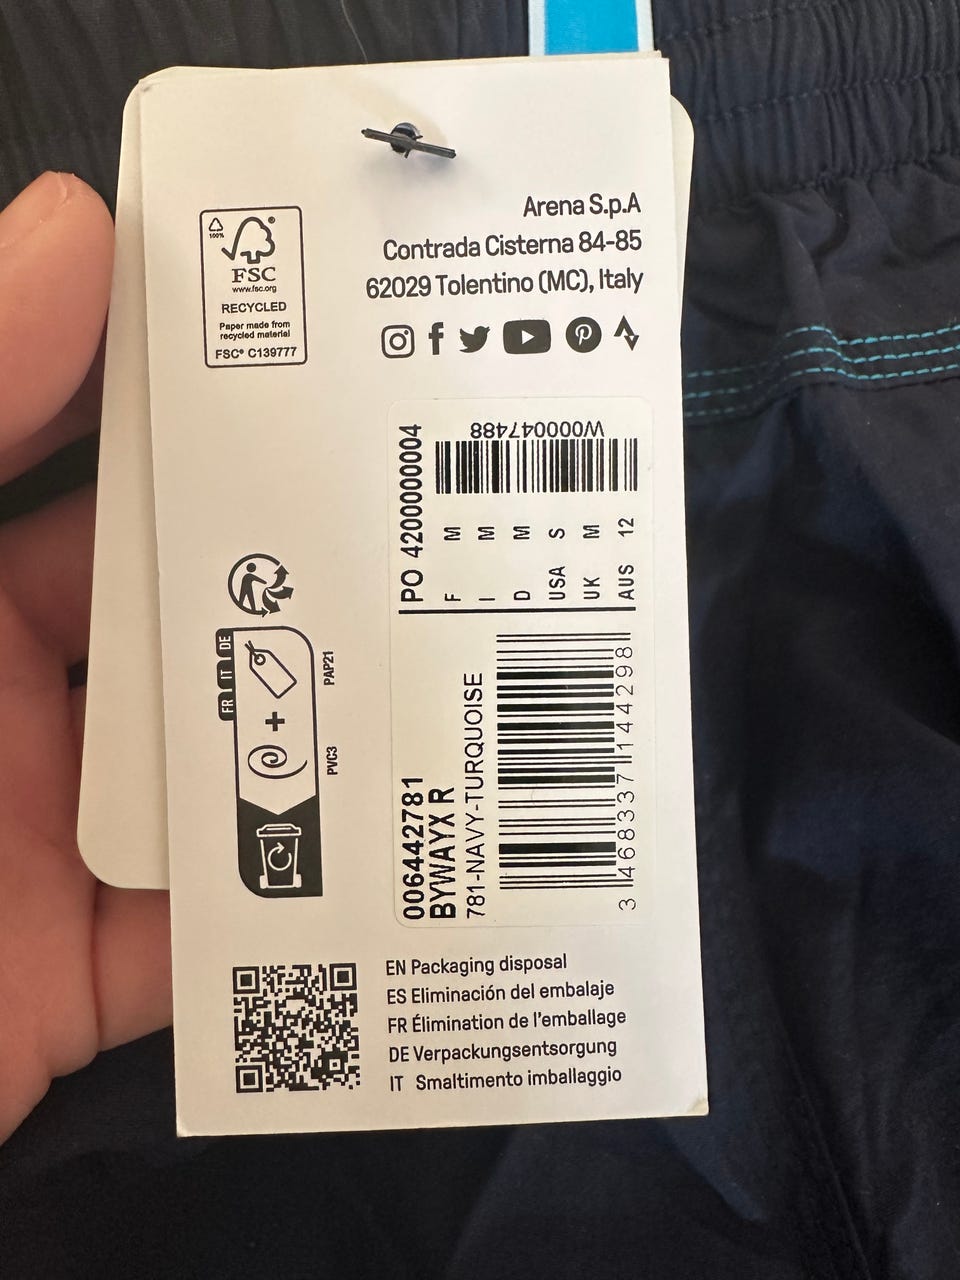 Arena S.p.A
Contrada Cisterna 84-85
62029 Tolentino (MC), Italy
100%
FSC®
www.fsc.org
RECYCLED
Paper made from
recycled material
FSC® C139777
W000047488
PO 4200000004
F M
I M
D M
USA S
UK M
AUS 12
006442781
BYWAYX R
781-NAVY-TURQUOISE
3 468337 144298
FR IT DE
PVC3
PAP21
EN Packaging disposal
ES Eliminación del embalaje
FR Élimination de l'emballage
DE Verpackungsentsorgung
IT Smaltimento imballaggio